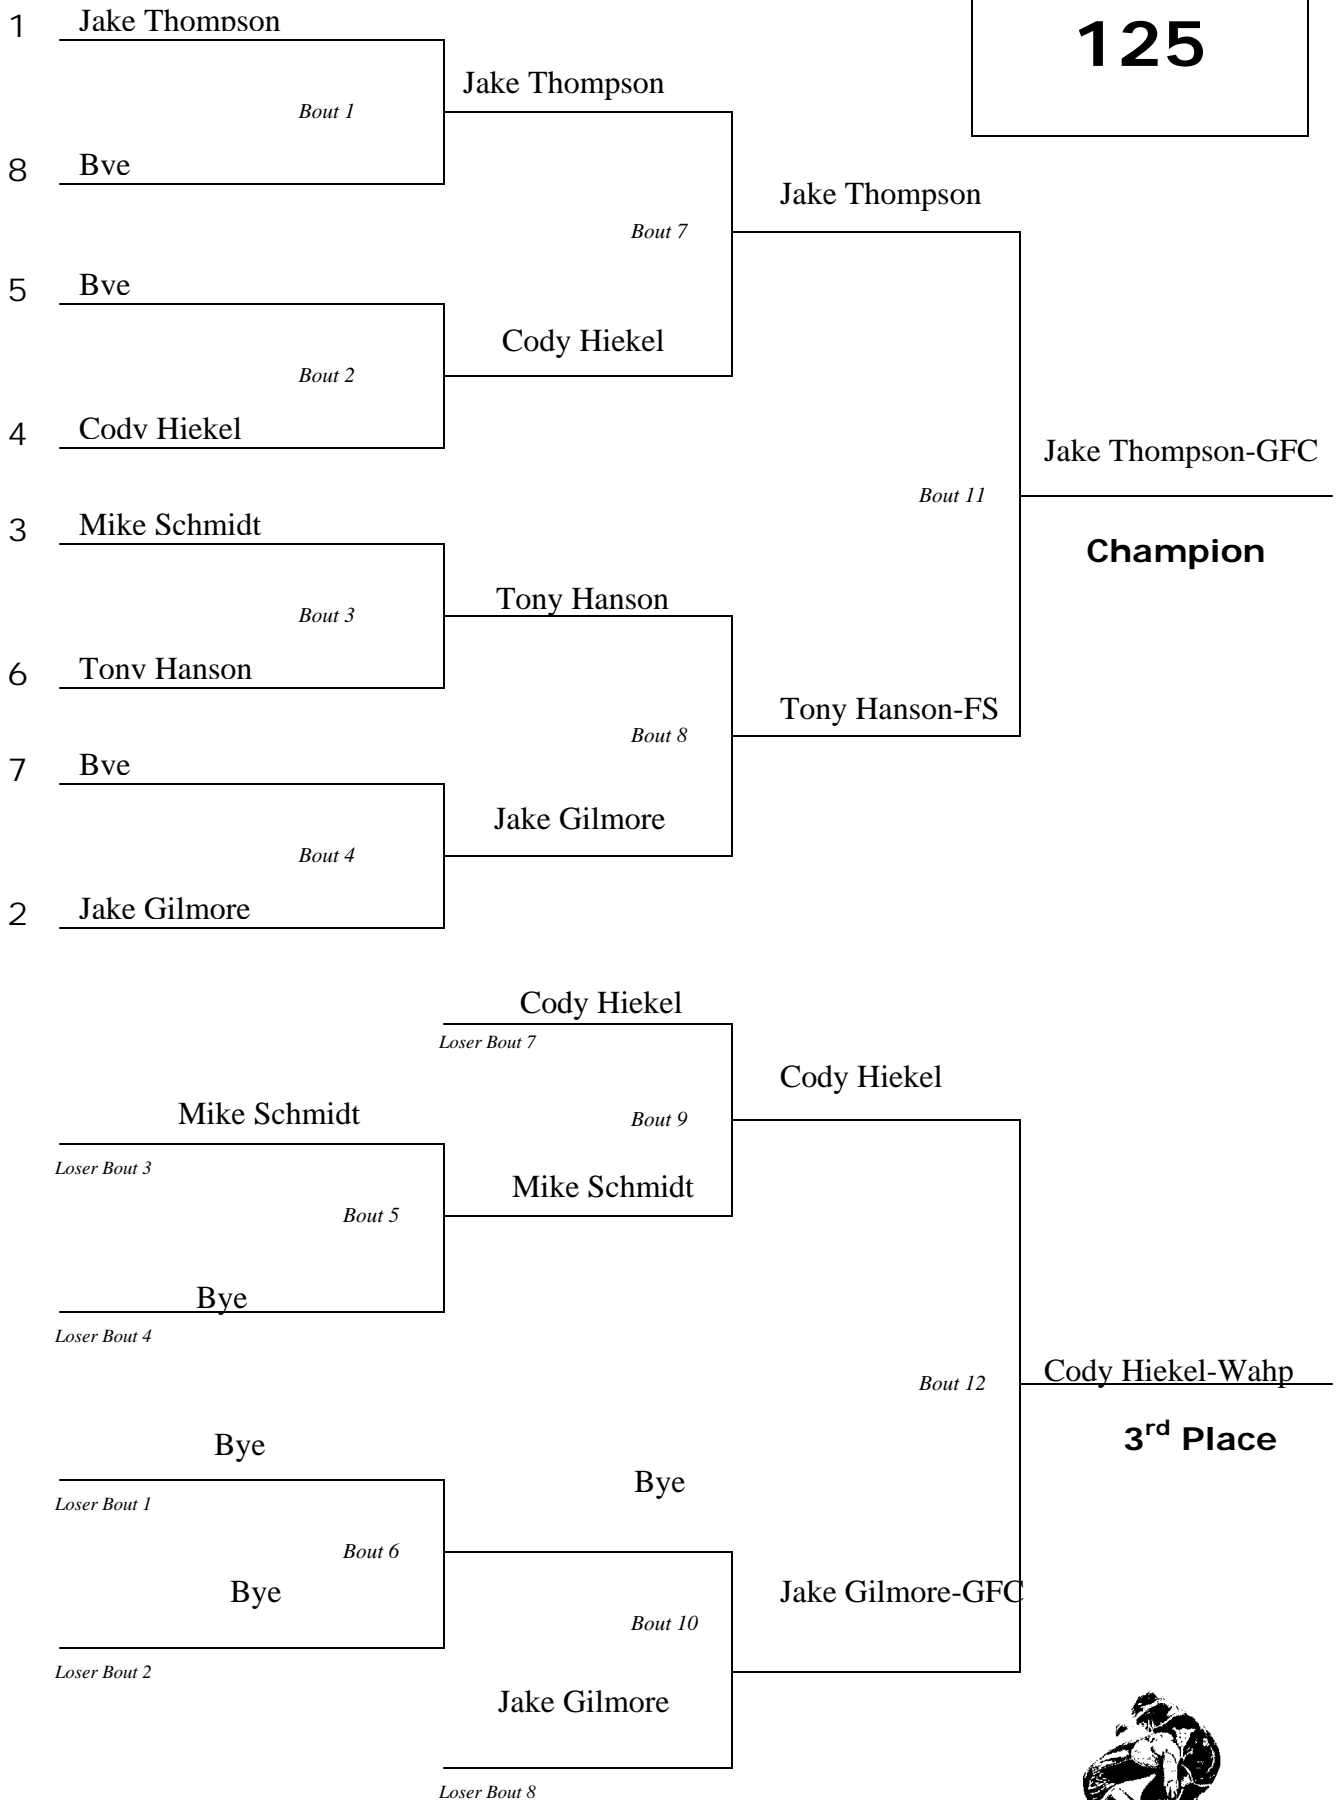 125
1 Jake Thompson
Jake Thompson
Bout 1
8 Bye
Jake Thompson
Bout 7
5 Bye
Cody Hiekel
Bout 2
4 Cody Hiekel
Jake Thompson-GFC
Bout 11
3 Mike Schmidt
Champion
Tony Hanson
Bout 3
6 Tony Hanson
Tony Hanson-FS
Bout 8
7 Bye
Jake Gilmore
Bout 4
2 Jake Gilmore
Cody Hiekel
Loser Bout 7
Cody Hiekel
Mike Schmidt
Bout 9
Loser Bout 3
Mike Schmidt
Bout 5
Bye
Loser Bout 4
Cody Hiekel-Wahp
Bout 12
3rd Place
Bye
Bye
Loser Bout 1
Bout 6
Bye
Jake Gilmore-GFC
Bout 10
Loser Bout 2
Jake Gilmore
Loser Bout 8